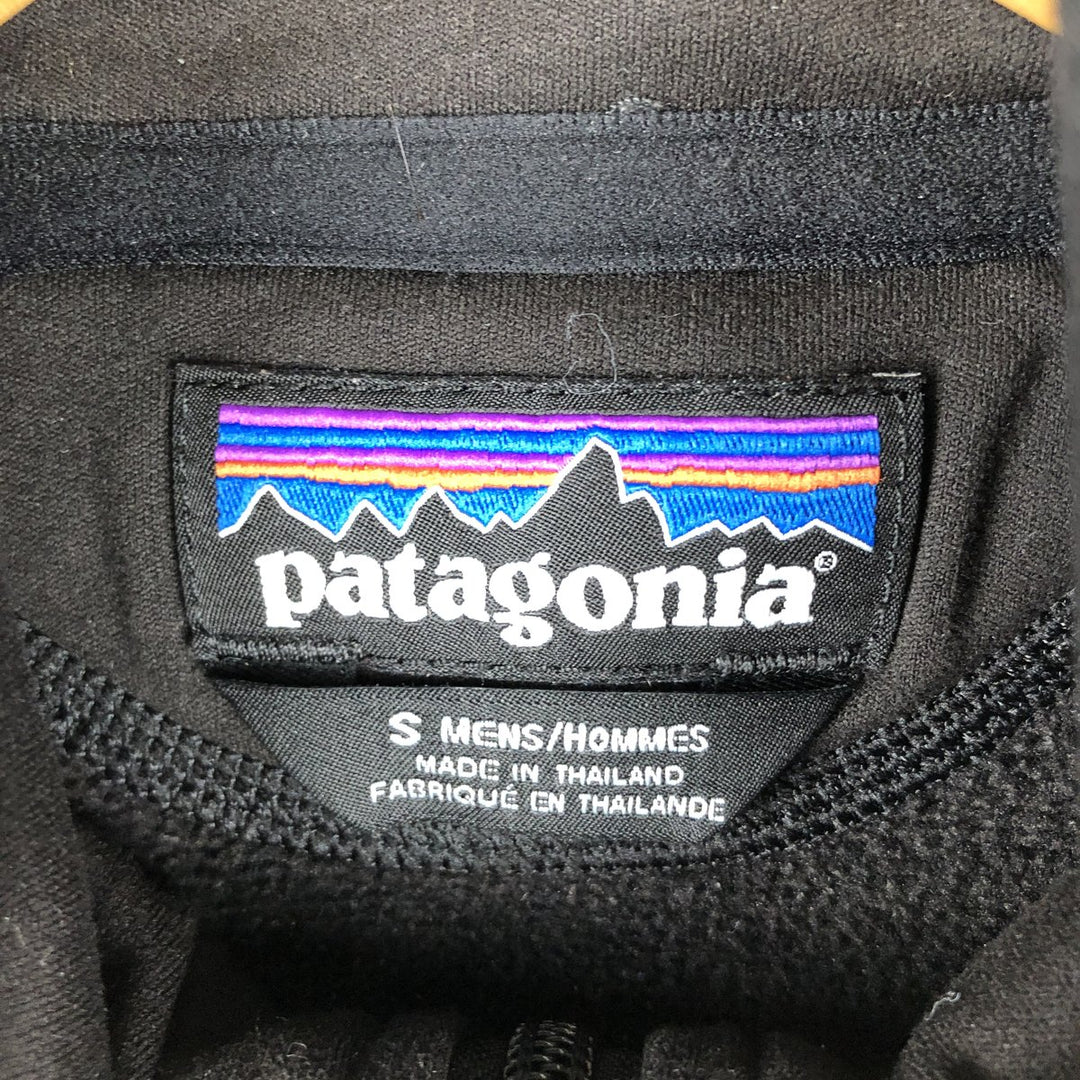 patagonia®
S MENS/HOMMES
MADE IN THAILAND
FABRIQUÉ EN THAILANDE